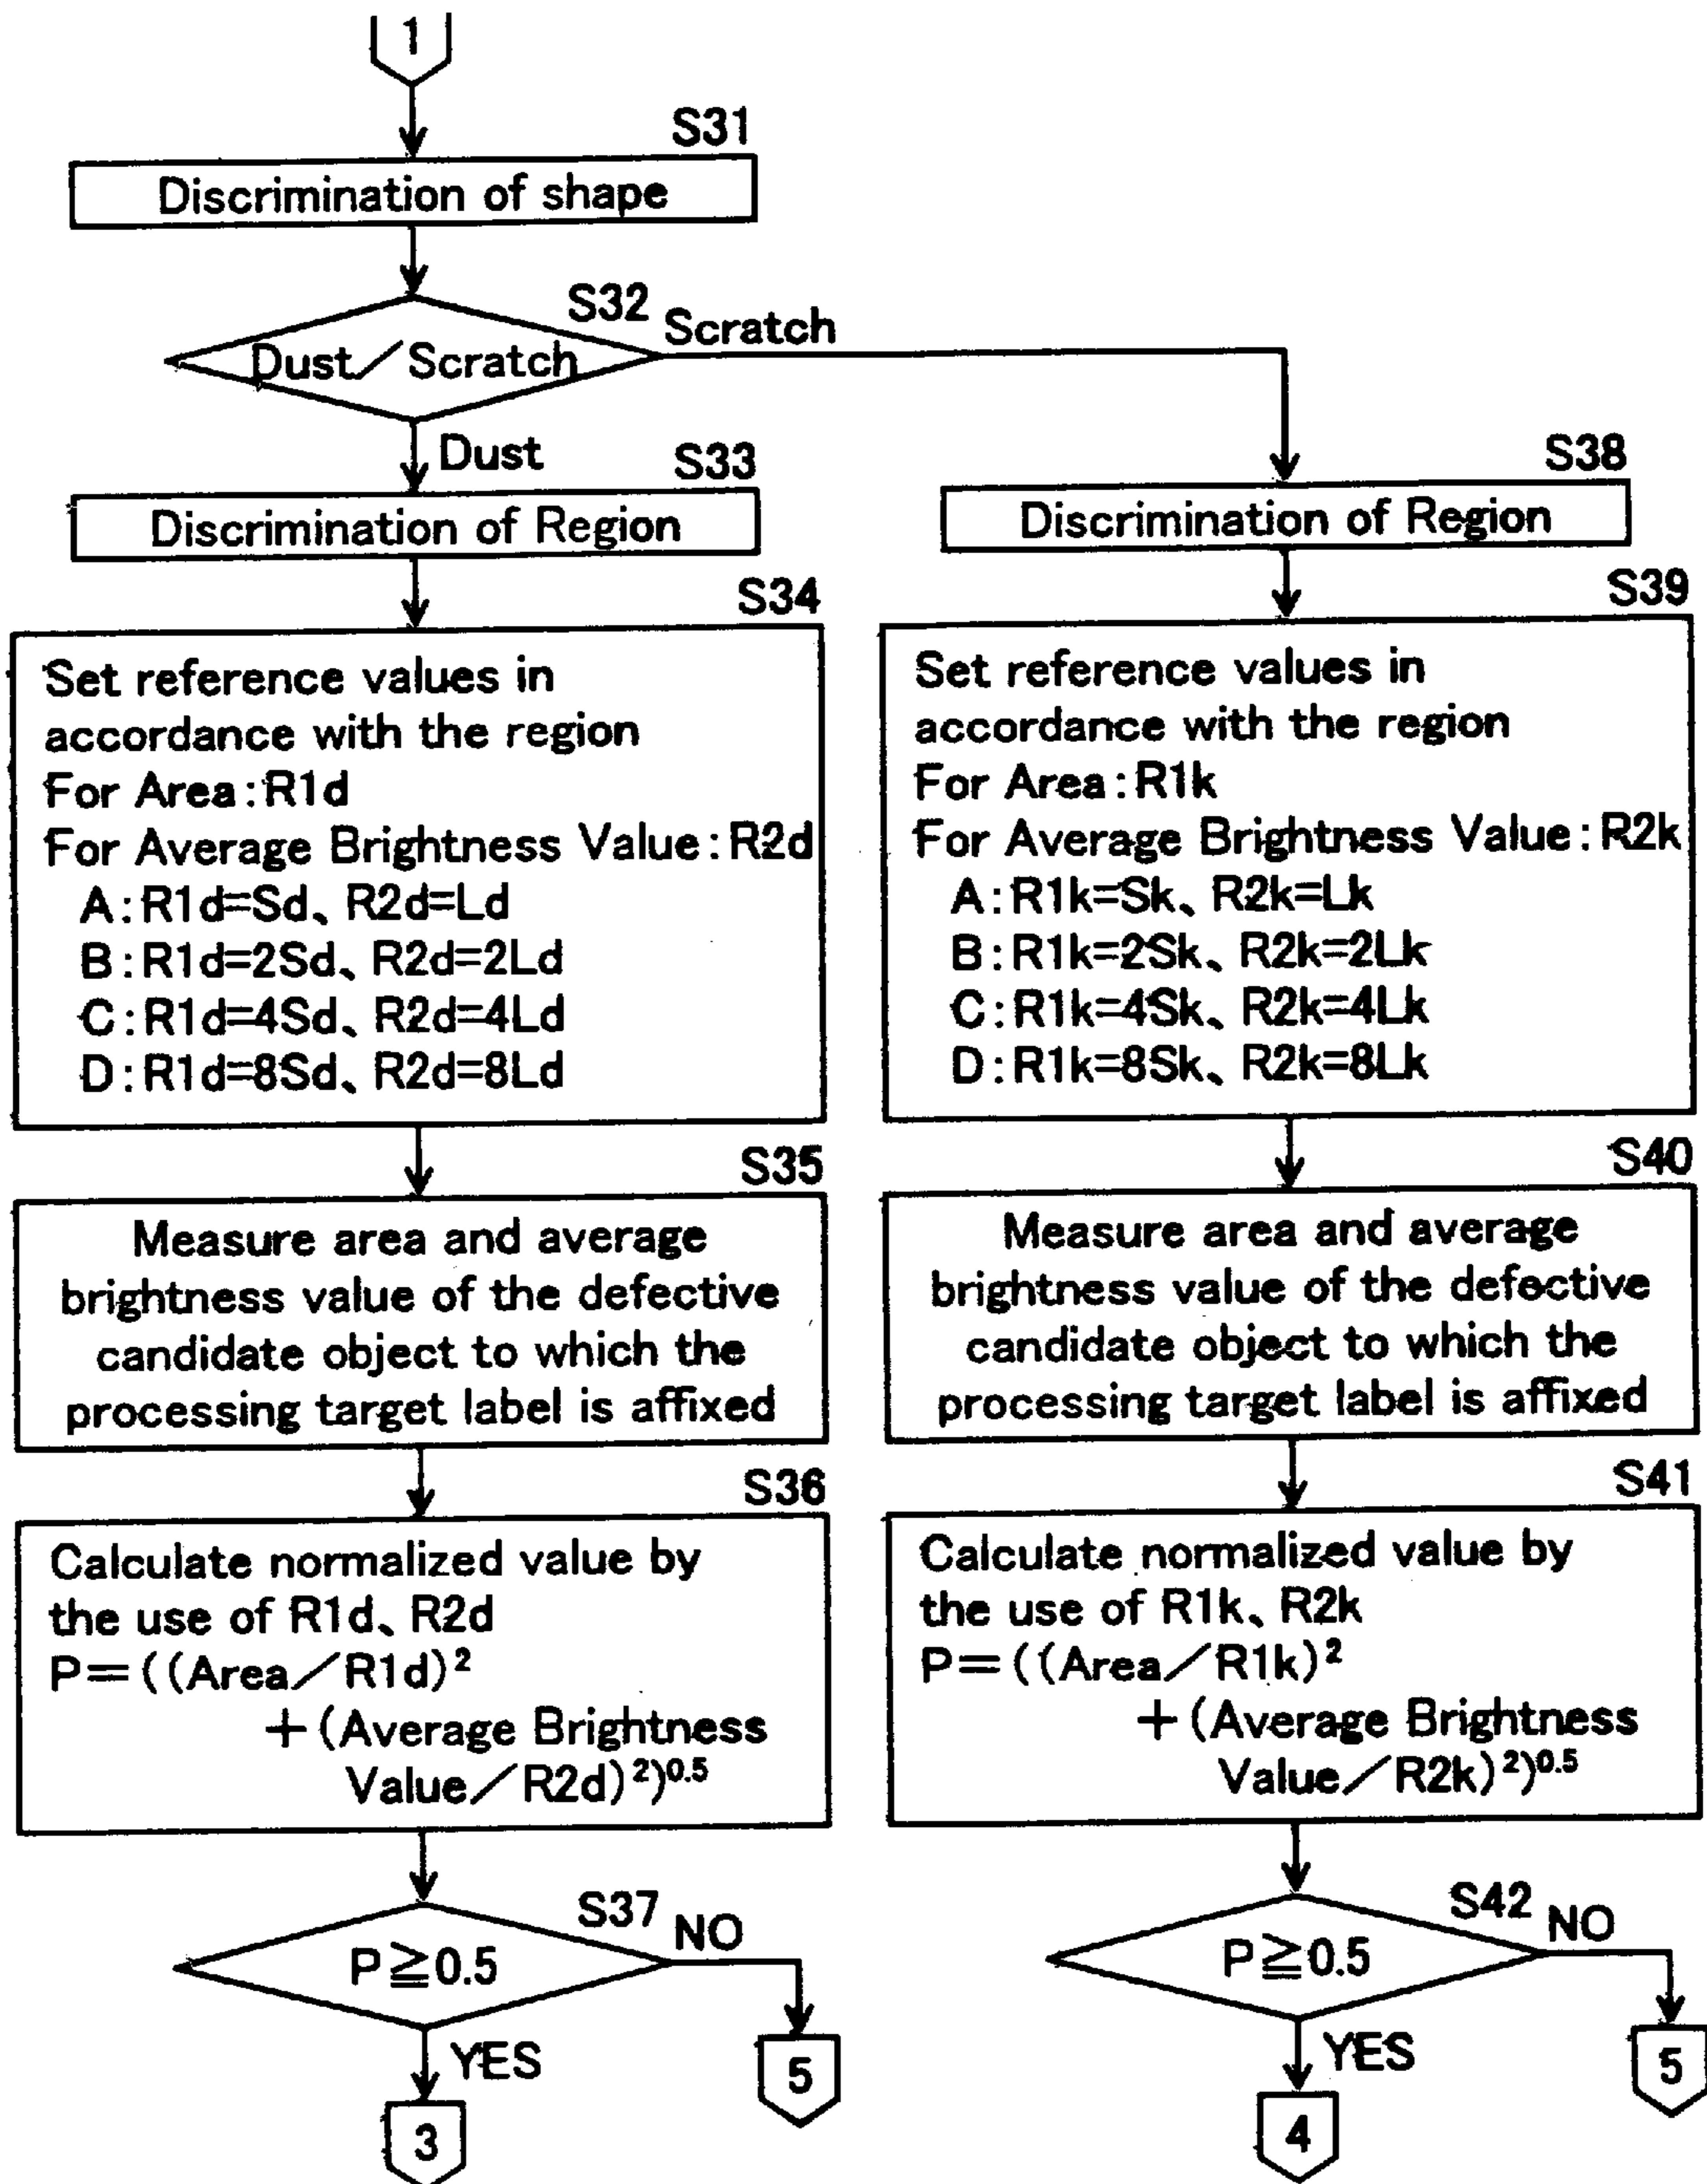 1
S31
Discrimination of shape
S32
Scratch
Dust／Scratch
Dust
S33
Discrimination of Region
S34
Set reference values in
accordance with the region
For Area:R1d
For Average Brightness Value:R2d
A:R1d=Sd、R2d=Ld
B:R1d=2Sd、R2d=2Ld
C:R1d=4Sd、R2d=4Ld
D:R1d=8Sd、R2d=8Ld
S35
Measure area and average
brightness value of the defective
candidate object to which the
processing target label is affixed
S36
Calculate normalized value by
the use of R1d、R2d
P=((Area／R1d)²
+(Average Brightness
Value／R2d)²)⁰·⁵
S37
NO
P≧0.5
YES
5
3
S38
Discrimination of Region
S39
Set reference values in
accordance with the region
For Area:R1k
For Average Brightness Value:R2k
A:R1k=Sk、R2k=Lk
B:R1k=2Sk、R2k=2Lk
C:R1k=4Sk、R2k=4Lk
D:R1k=8Sk、R2k=8Lk
S40
Measure area and average
brightness value of the defective
candidate object to which the
processing target label is affixed
S41
Calculate normalized value by
the use of R1k、R2k
P=((Area／R1k)²
+(Average Brightness
Value／R2k)²)⁰·⁵
S42
NO
P≧0.5
YES
5
4